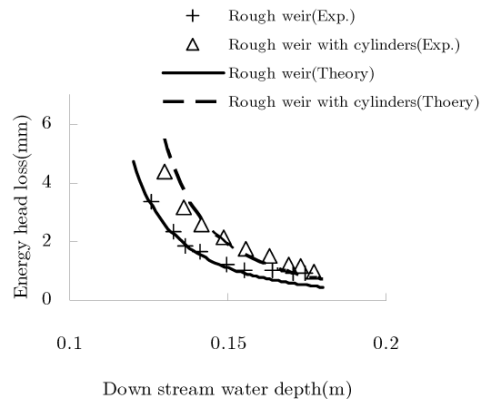 Rough weir(Exp.)
Rough weir with cylinders(Exp.)
Rough weir(Theory)
Rough weir with cylinders(Thoery)
Energy head loss(mm)
6
4
2
0
0.1
0.15
0.2
Down stream water depth(m)